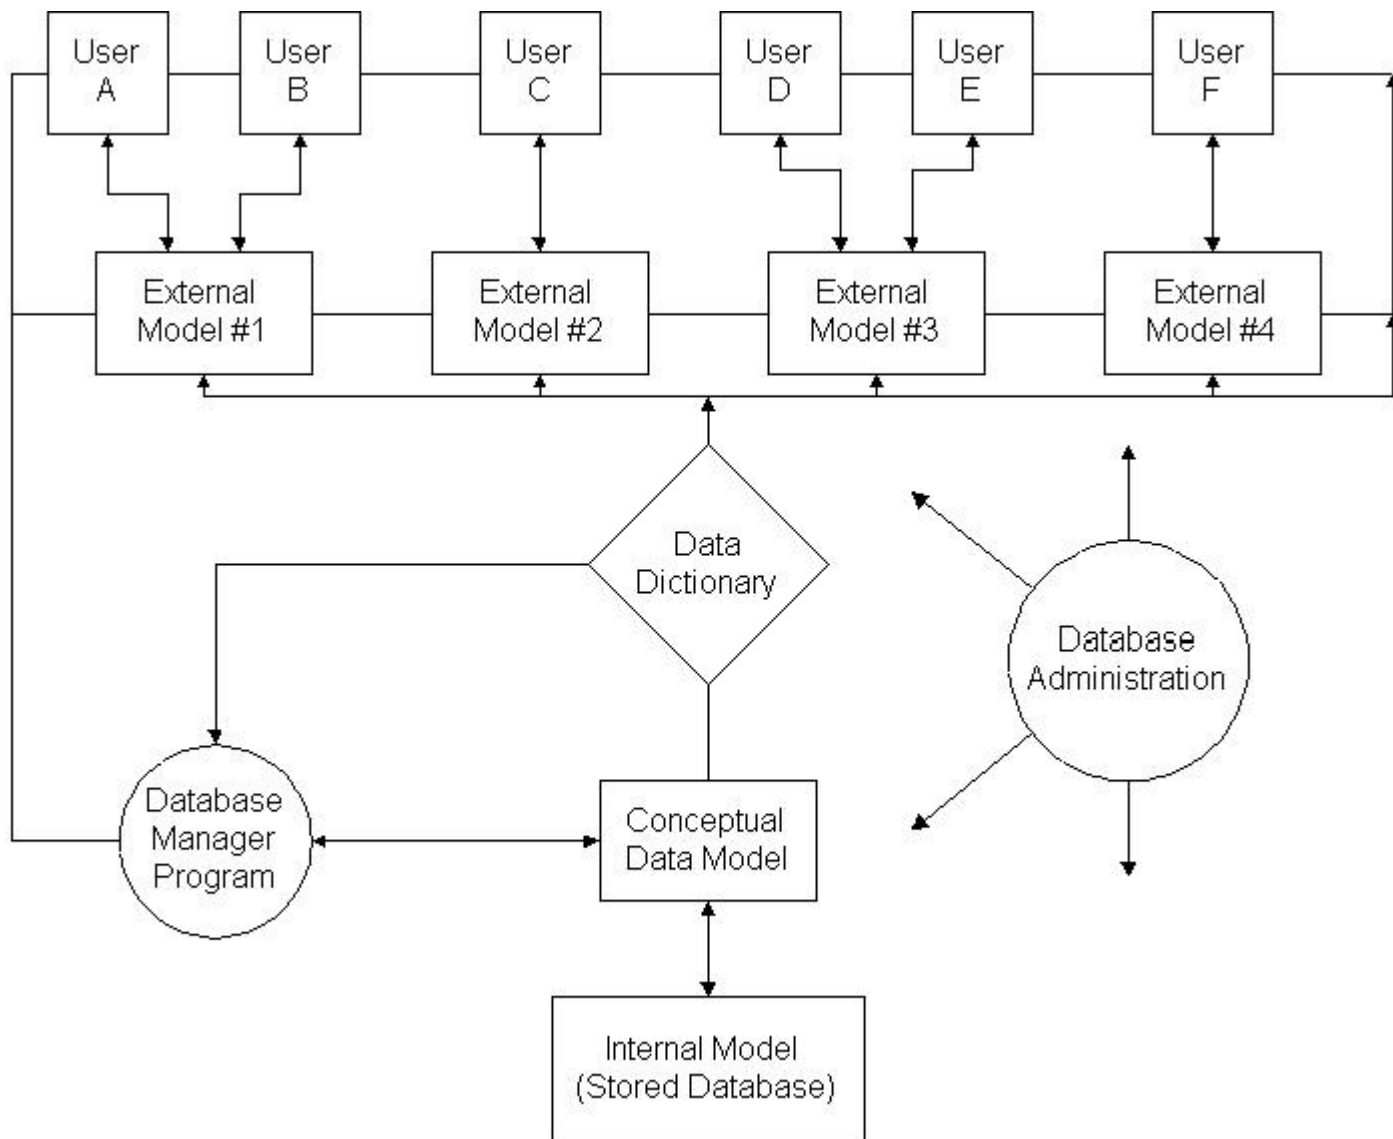 User
A
User
B
User
C
User
D
User
E
User
F
External
Model #1
External
Model #2
External
Model #3
External
Model #4
Data
Dictionary
Database
Administration
Database
Manager
Program
Conceptual
Data Model
Internal Model
(Stored Database)